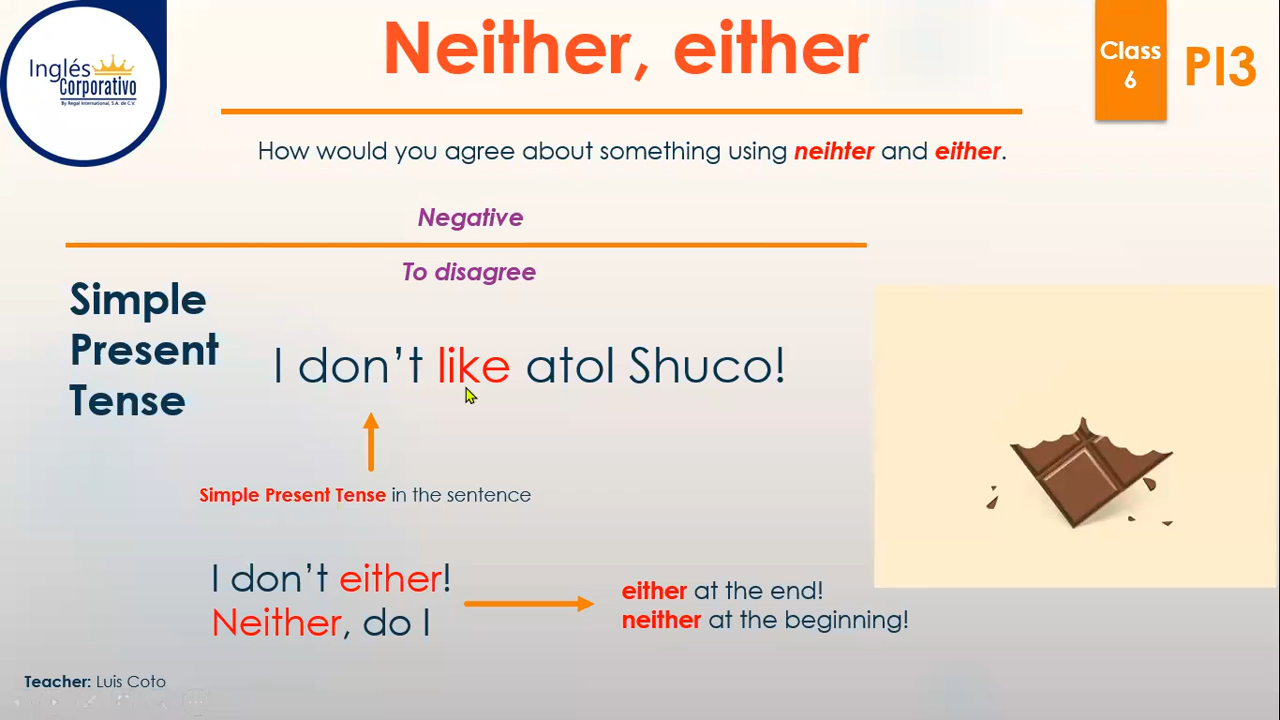 Neither, either
Class
6
PI3
Inglés
Corporativo
By Regal International, S.A. de C.V.
How would you agree about something using neihter and either.
Negative
To disagree
Simple
Present
Tense
I don't like atol Shuco!
Simple Present Tense in the sentence
I don't either!
Neither, do I
either at the end!
neither at the beginning!
Teacher: Luis Coto